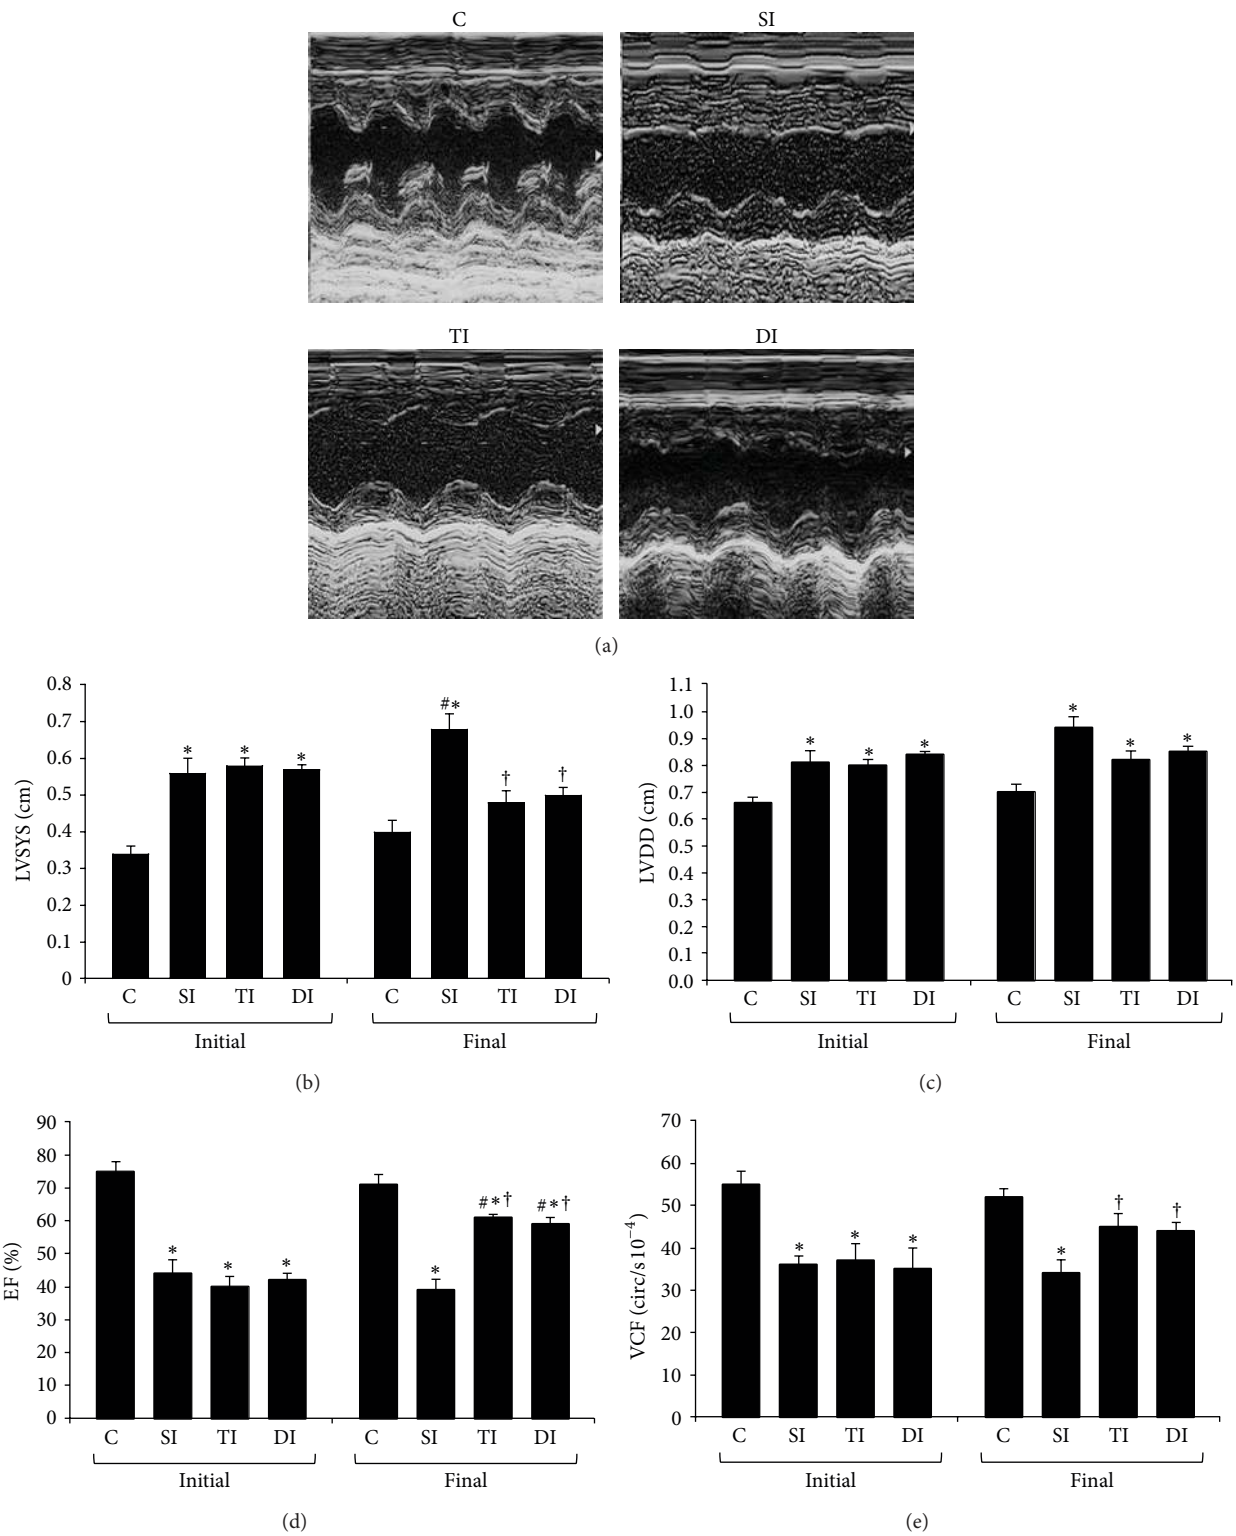 C SI
TI DI
(a)
0.8
0.7
0.6
0.5
0.4
0.3
0.2
0.1
0
LVSYS (cm)
* * * #* † †
C SI TI DI C SI TI DI
Initial Final
(b)
1.1
1.0
0.9
0.8
0.7
0.6
0.5
0.4
0.3
0.2
0.1
0.0
LVDD (cm)
* * * * * *
C SI TI DI C SI TI DI
Initial Final
(c)
90
80
70
60
50
40
30
20
10
0
EF (%)
* * * * #*† #*†
C SI TI DI C SI TI DI
Initial Final
(d)
70
60
50
40
30
20
10
0
VCF (circ/s 10⁻⁴)
* * * * † †
C SI TI DI C SI TI DI
Initial Final
(e)